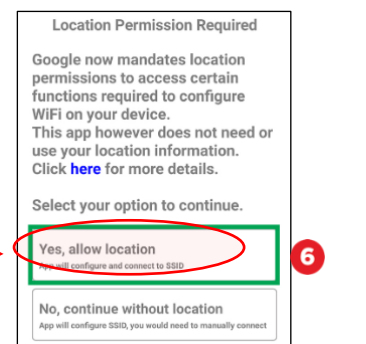 Location Permission Required
Google now mandates location
permissions to access certain
functions required to configure
WiFi on your device.
This app however does not need or
use your location information.
Click here for more details.
Select your option to continue.
Yes, allow location
App will configure and connect to SSID
6
No, continue without location
App will configure SSID, you would need to manually connect